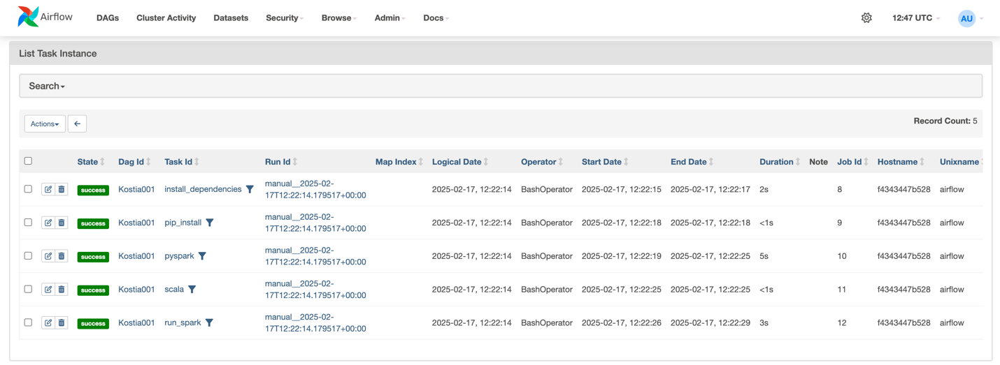 Airflow DAGs Cluster Activity Datasets Security Browse Admin Docs 12:47 UTC AU
List Task Instance
Search
Actions Record Count: 5
State Dag Id Task Id Run Id Map Index Logical Date Operator Start Date End Date Duration Note Job Id Hostname Unixname
success Kostia001 install_dependencies manual__2025-02-17T12:22:14.179517+00:00 2025-02-17, 12:22:14 BashOperator 2025-02-17, 12:22:15 2025-02-17, 12:22:17 2s 8 f4343447b528 airflow
success Kostia001 pip_install manual__2025-02-17T12:22:14.179517+00:00 2025-02-17, 12:22:14 BashOperator 2025-02-17, 12:22:18 2025-02-17, 12:22:18 <1s 9 f4343447b528 airflow
success Kostia001 pyspark manual__2025-02-17T12:22:14.179517+00:00 2025-02-17, 12:22:14 BashOperator 2025-02-17, 12:22:19 2025-02-17, 12:22:25 5s 10 f4343447b528 airflow
success Kostia001 scala manual__2025-02-17T12:22:14.179517+00:00 2025-02-17, 12:22:14 BashOperator 2025-02-17, 12:22:25 2025-02-17, 12:22:25 <1s 11 f4343447b528 airflow
success Kostia001 run_spark manual__2025-02-17T12:22:14.179517+00:00 2025-02-17, 12:22:14 BashOperator 2025-02-17, 12:22:26 2025-02-17, 12:22:29 3s 12 f4343447b528 airflow